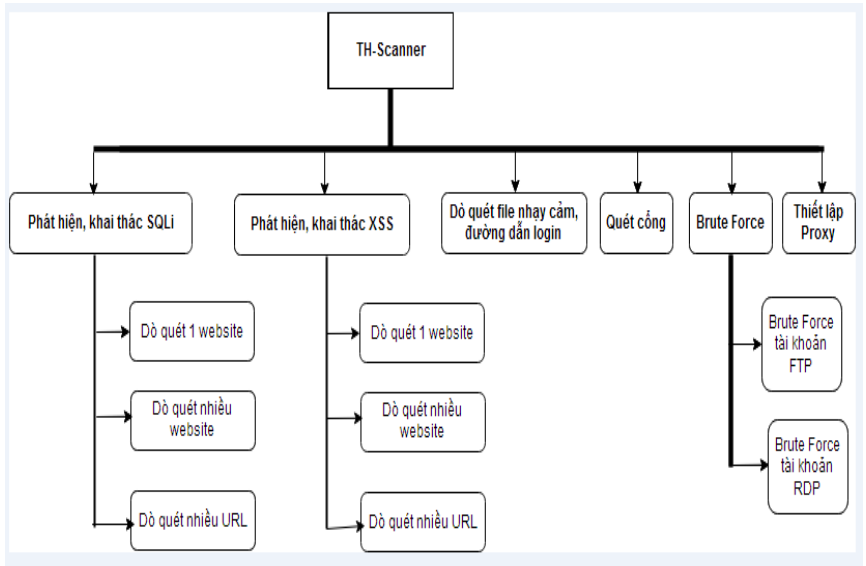 TH-Scanner
Phát hiện, khai thác SQLi
Phát hiện, khai thác XSS
Dò quét file nhạy cảm,
đường dẫn login
Quét cổng
Brute Force
Thiết lập
Proxy
Dò quét 1 website
Dò quét nhiều
website
Dò quét nhiều URL
Dò quét 1 website
Dò quét nhiều
website
Dò quét nhiều URL
Brute Force
tài khoản
FTP
Brute Force
tài khoản
RDP